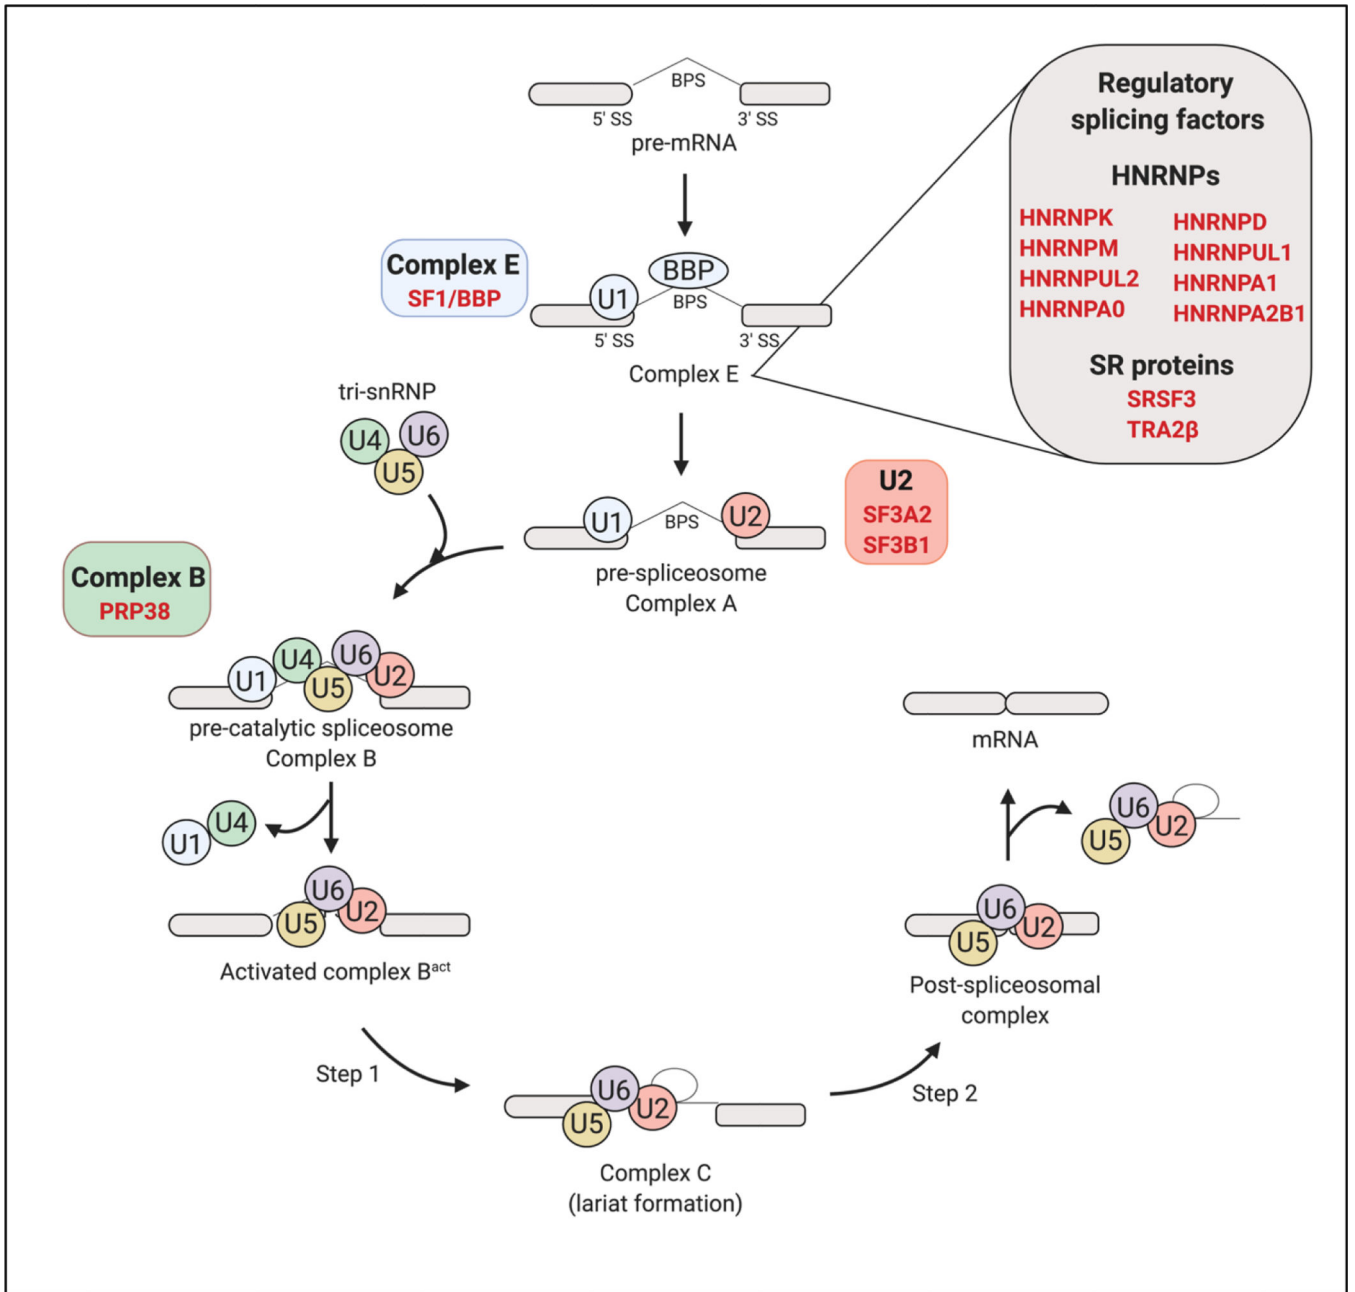 BPS
5' SS
3' SS
pre-mRNA
Regulatory
splicing factors
HNRNPs
HNRNPK
HNRNPD
HNRNPM
HNRNPUL1
HNRNPUL2
HNRNPA1
HNRNPA0
HNRNPA2B1
SR proteins
SRSF3
TRA2β
Complex E
SF1/BBP
BBP
U1
BPS
5' SS
3' SS
Complex E
tri-snRNP
U4
U6
U5
U1
BPS
U2
pre-spliceosome
Complex A
U2
SF3A2
SF3B1
Complex B
PRP38
U1
U4
U5
U6
U2
pre-catalytic spliceosome
Complex B
U1
U4
U6
U5
U2
Activated complex Bact
Step 1
U6
U5
U2
Complex C
(lariat formation)
Step 2
U6
U5
U2
Post-spliceosomal
complex
U6
U5
U2
mRNA